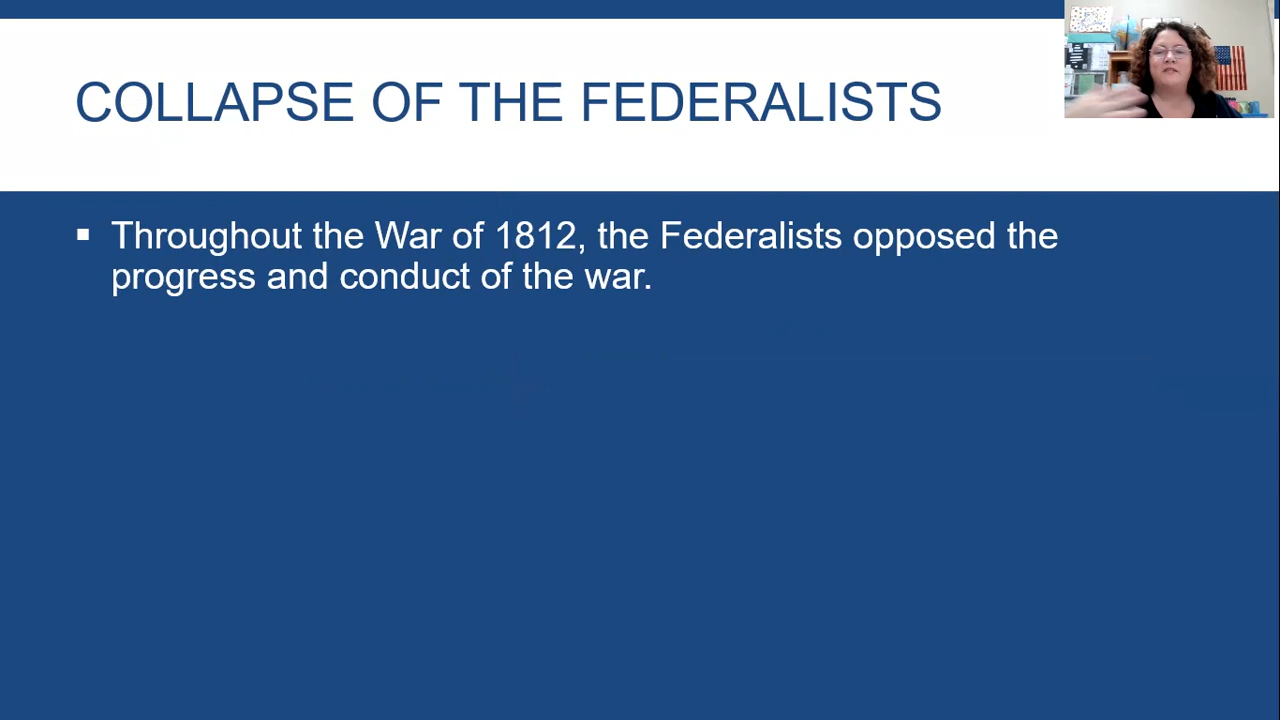 COLLAPSE OF THE FEDERALISTS
▪ Throughout the War of 1812, the Federalists opposed the
progress and conduct of the war.